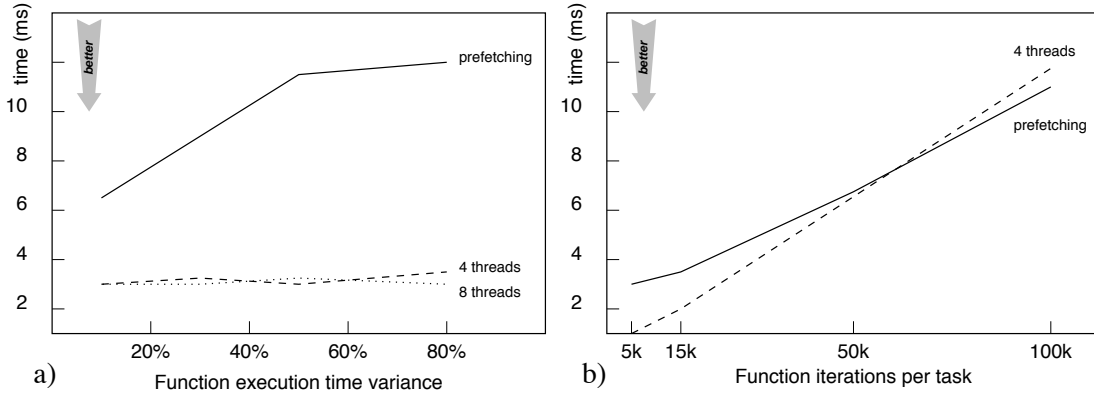 time (ms)
better
10
8
6
4
2
prefetching
4 threads
8 threads
20%
40%
60%
80%
a)
Function execution time variance
time (ms)
better
10
8
6
4
2
4 threads
prefetching
5k
15k
50k
100k
b)
Function iterations per task